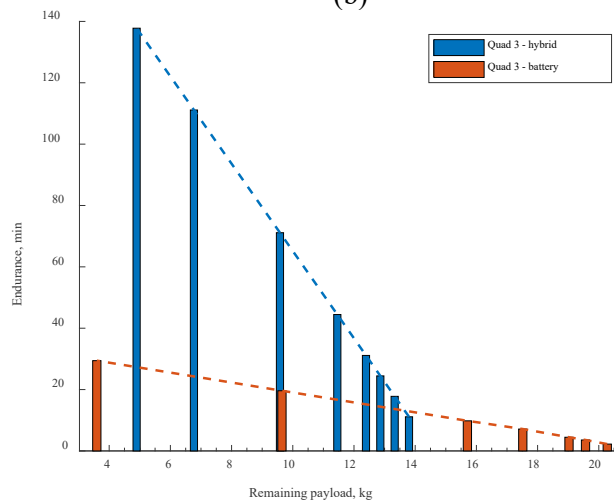 (b)
140
120
100
80
60
40
20
0
Endurance, min
Quad 3 - hybrid
Quad 3 - battery
4 6 8 10 12 14 16 18 20
Remaining payload, kg